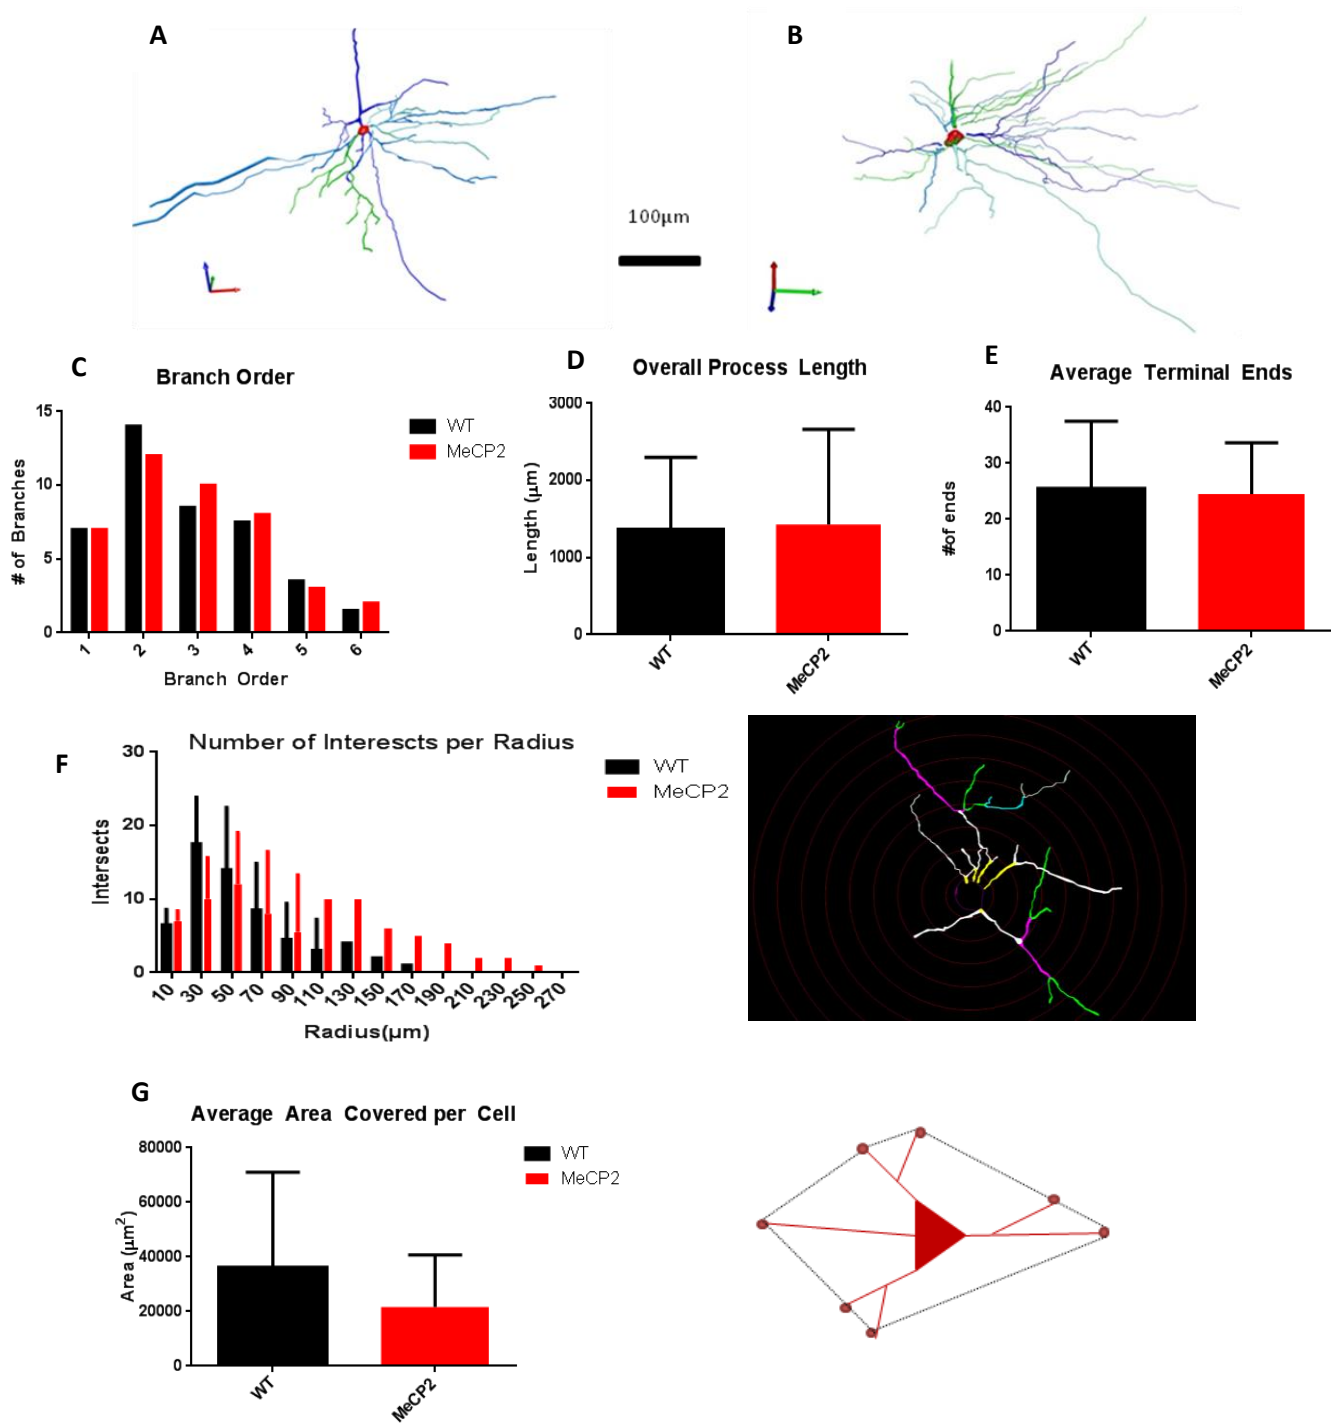 A
B
100µm
C
Branch Order
WT
MeCP2
# of Branches
15
10
5
0
1
2
3
4
5
6
Branch Order
D
Overall Process Length
Length (µm)
3000
2000
1000
0
WT
MeCP2
E
Average Terminal Ends
#of ends
40
30
20
10
0
WT
MeCP2
F
Number of Interescts per Radius
WT
MeCP2
Intersects
30
20
10
0
10
30
50
70
90
110
130
150
170
190
210
230
250
270
Radius(µm)
G
Average Area Covered per Cell
WT
MeCP2
Area (µm²)
80000
60000
40000
20000
0
WT
MeCP2